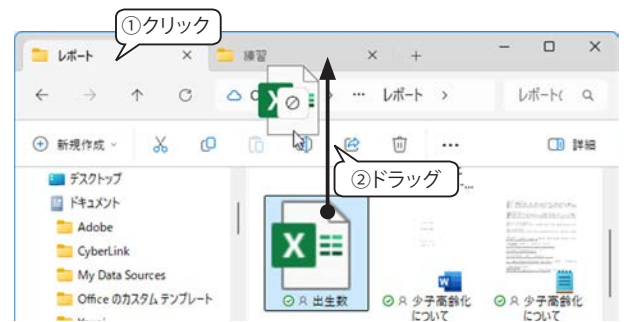 ①クリック
レポート
練習
レポート
レポート(
新規作成
詳細
②ドラッグ
デスクトップ
ドキュメント
Adobe
CyberLink
My Data Sources
Office のカスタム テンプレート
出生数
少子高齢化
について
少子高齢化
について